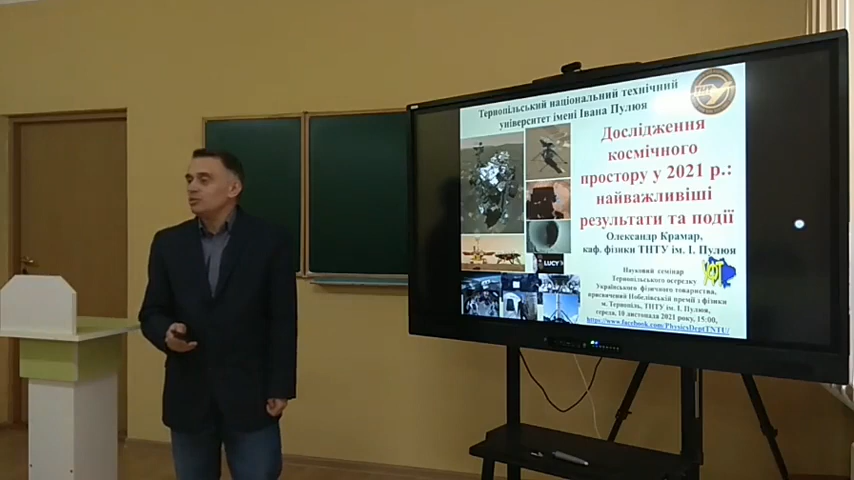 Тернопільський національний технічний
університет імені Івана Пулюя
ТНТУ
Дослідження
космічного
простору у 2021 р.:
найважливіші
результати та події
Олександр Крамар,
каф. фізики ТНТУ ім. І. Пулюя
LUCY
Науковий семінар
Тернопільського осередку
Українського фізичного товариства,
присвячений Нобелівській премії з фізики
м. Тернопіль, ТНТУ ім. І. Пулюя,
середа, 10 листопада 2021 року, 15:00,
https://www.facebook.com/PhysicsDeptTNTU/
УФТ